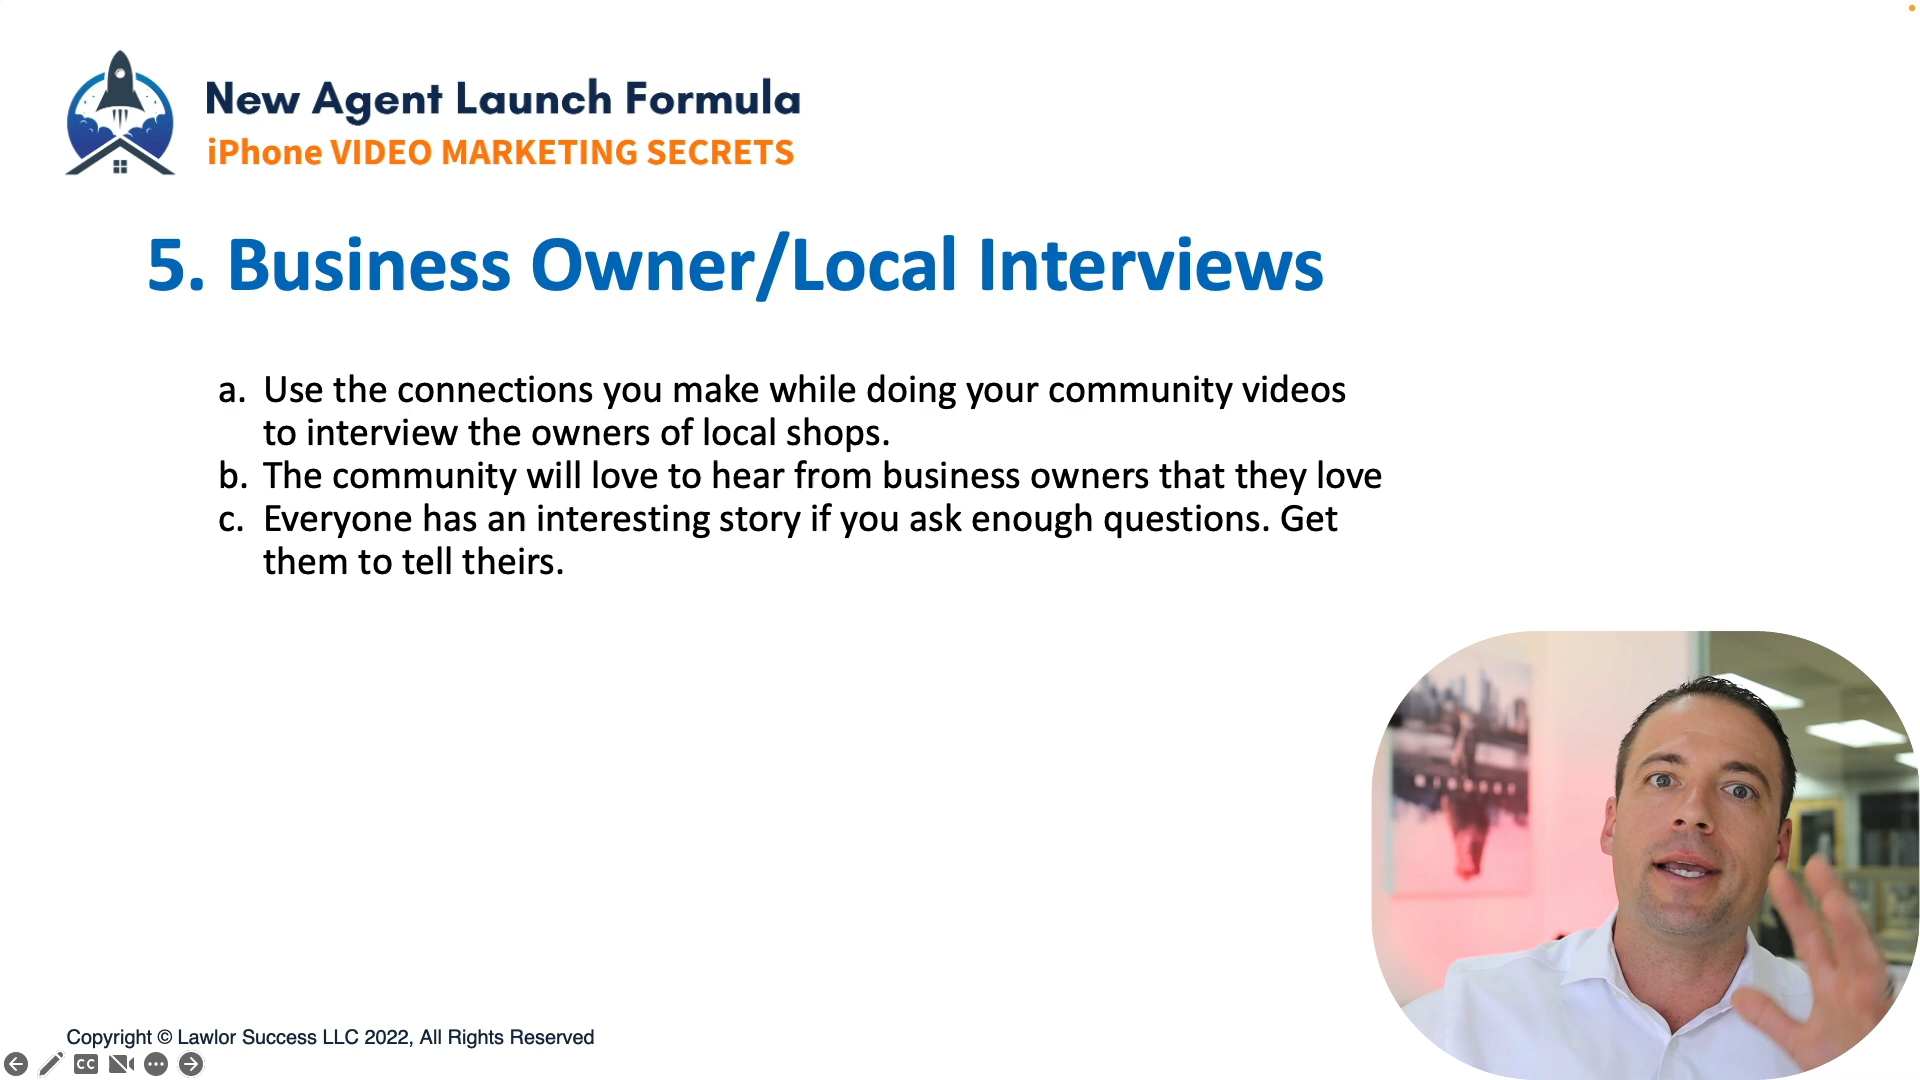 New Agent Launch Formula
iPhone VIDEO MARKETING SECRETS
5. Business Owner/Local Interviews
a. Use the connections you make while doing your community videos
to interview the owners of local shops.
b. The community will love to hear from business owners that they love
c. Everyone has an interesting story if you ask enough questions. Get
them to tell theirs.
WINDSOR
Copyright © Lawlor Success LLC 2022, All Rights Reserved
CC